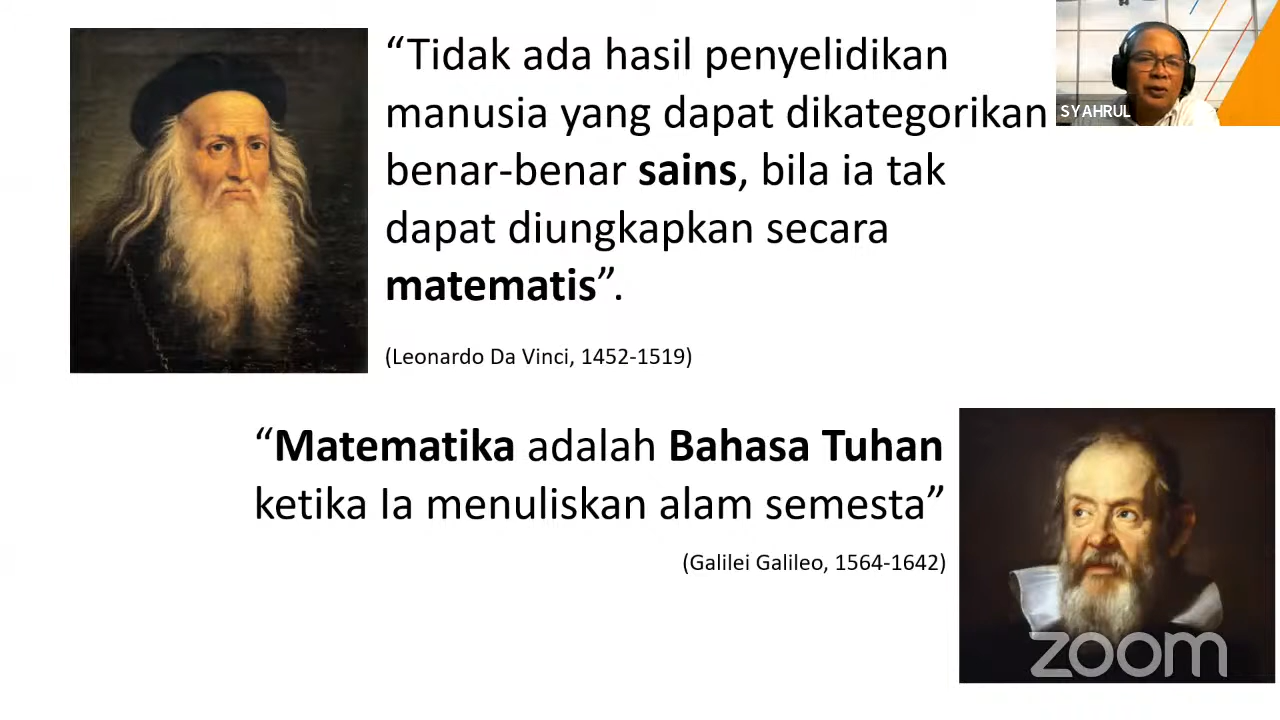 “Tidak ada hasil penyelidikan
manusia yang dapat dikategorikan
benar-benar sains, bila ia tak
dapat diungkapkan secara
matematis”.
(Leonardo Da Vinci, 1452-1519)
SYAHRUL
“Matematika adalah Bahasa Tuhan
ketika Ia menuliskan alam semesta”
(Galilei Galileo, 1564-1642)
zoom